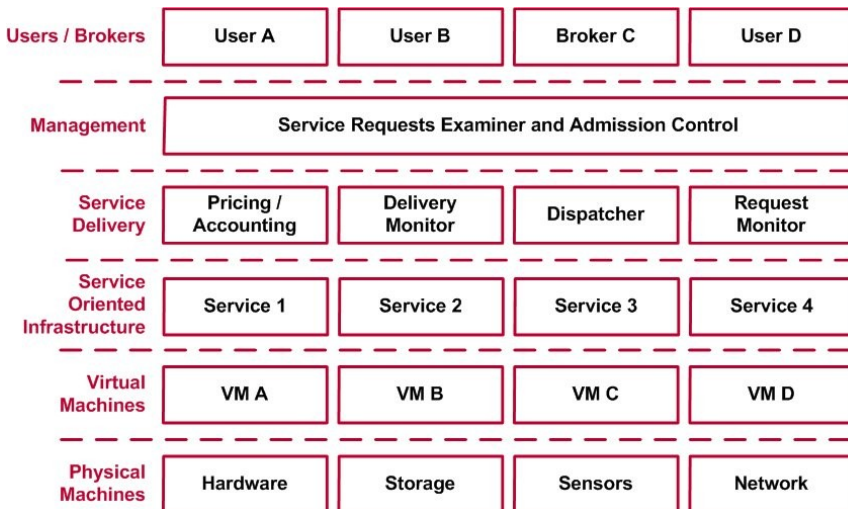 Users / Brokers
User A
User B
Broker C
User D
Management
Service Requests Examiner and Admission Control
Service
Delivery
Pricing /
Accounting
Delivery
Monitor
Dispatcher
Request
Monitor
Service
Oriented
Infrastructure
Service 1
Service 2
Service 3
Service 4
Virtual
Machines
VM A
VM B
VM C
VM D
Physical
Machines
Hardware
Storage
Sensors
Network